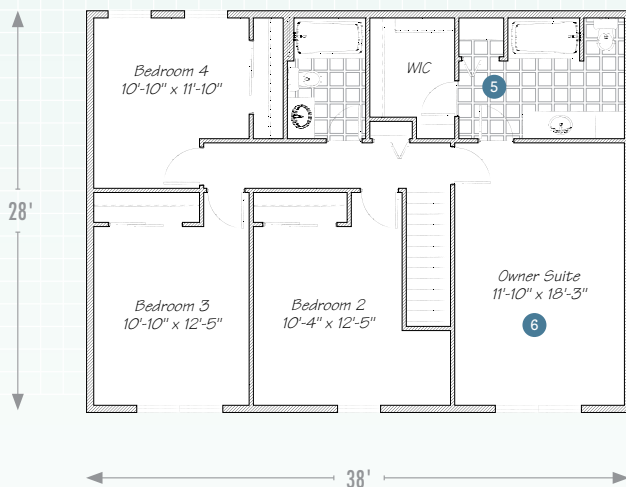 Bedroom 4
10'-10" x 11'-10"
WIC
5
28'
Bedroom 3
10'-10" x 12'-5"
Bedroom 2
10'-4" x 12'-5"
Owner Suite
11'-10" x 18'-3"
6
38'